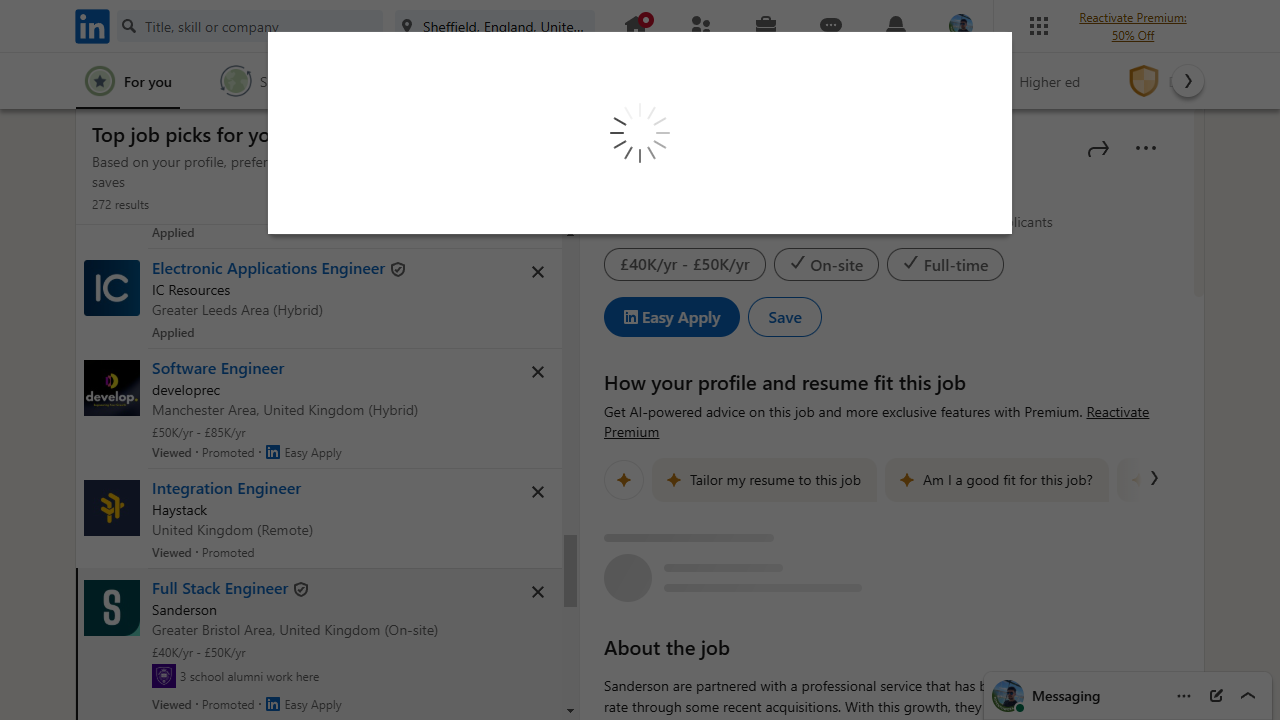 Title, skill or company
Sheffield, England, Unite...
Reactivate Premium:
50% Off
For you
S
Higher ed
Top job picks for yo
Based on your profile, prefer
saves
272 results
Applied
Electronic Applications Engineer
IC
IC Resources
Greater Leeds Area (Hybrid)
Applied
Software Engineer
develop.
developrec
Manchester Area, United Kingdom (Hybrid)
£50K/yr - £85K/yr
Viewed · Promoted · in Easy Apply
Integration Engineer
Haystack
United Kingdom (Remote)
Viewed · Promoted
Full Stack Engineer
S
Sanderson
Greater Bristol Area, United Kingdom (On-site)
£40K/yr - £50K/yr
3 school alumni work here
Viewed · Promoted · in Easy Apply
plicants
£40K/yr - £50K/yr
On-site
Full-time
in Easy Apply
Save
How your profile and resume fit this job
Get AI-powered advice on this job and more exclusive features with Premium. Reactivate
Premium
Tailor my resume to this job
Am I a good fit for this job?
About the job
Sanderson are partnered with a professional service that has b
rate through some recent acquisitions. With this growth, they
Messaging